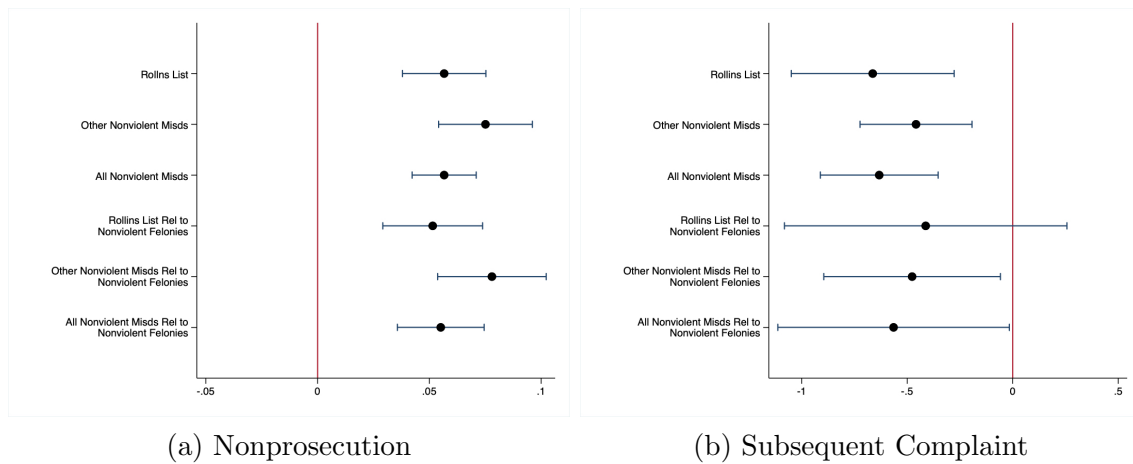 Rollns List
Other Nonviolent Misds
All Nonviolent Misds
Rollins List Rel to
Nonviolent Felonies
Other Nonviolent Misds Rel to
Nonviolent Felonies
All Nonviolent Misds Rel to
Nonviolent Felonies
-.05
0
.05
.1
(a) Nonprosecution
Rollins List
Other Nonviolent Misds
All Nonviolent Misds
Rollins List Rel to
Nonviolent Felonies
Other Nonviolent Misds Rel to
Nonviolent Felonies
All Nonviolent Misds Rel to
Nonviolent Felonies
-1
-.5
0
.5
(b) Subsequent Complaint